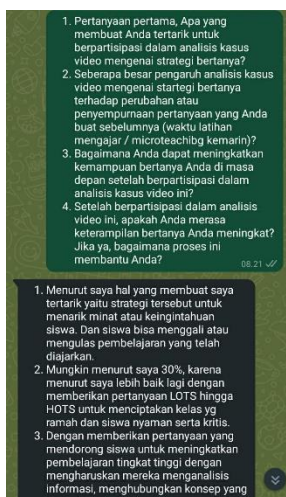 1. Pertanyaan pertama, Apa yang
membuat Anda tertarik untuk
berpartisipasi dalam analisis kasus
video mengenai strategi bertanya?
2. Seberapa besar pengaruh analisis kasus
video mengenai startegi bertanya
terhadap perubahan atau
penyempurnaan pertanyaan yang Anda
buat sebelumnya (waktu latihan
mengajar / microteachibg kemarin)?
3. Bagaimana Anda dapat meningkatkan
kemampuan bertanya Anda di masa
depan setelah berpartisipasi dalam
analisis kasus video ini?
4. Setelah berpartisipasi dalam analisis
video ini, apakah Anda merasa
keterampilan bertanya Anda meningkat?
Jika ya, bagaimana proses ini
membantu Anda?
08.21
1. Menurut saya hal yang membuat saya
tertarik yaitu strategi tersebut untuk
menarik minat atau keingintahuan
siswa. Dan siswa bisa menggali atau
mengulas pembelajaran yang telah
diajarkan.
2. Mungkin menurut saya 30%, karena
menurut saya lebih baik lagi dengan
memberikan pertanyaan LOTS hingga
HOTS untuk menciptakan kelas yg
ramah dan siswa nyaman serta kritis.
3. Dengan memberikan pertanyaan yang
mendorong siswa untuk meningkatkan
pembelajaran tingkat tinggi dengan
mengharuskan mereka menganalisis
informasi, menghubungkan konsep yang